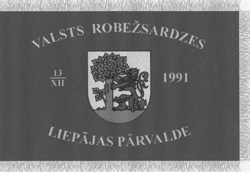 VALSTS ROBEŽSARDZES
13
XII
1991
LIEPĀJAS PĀRVALDE